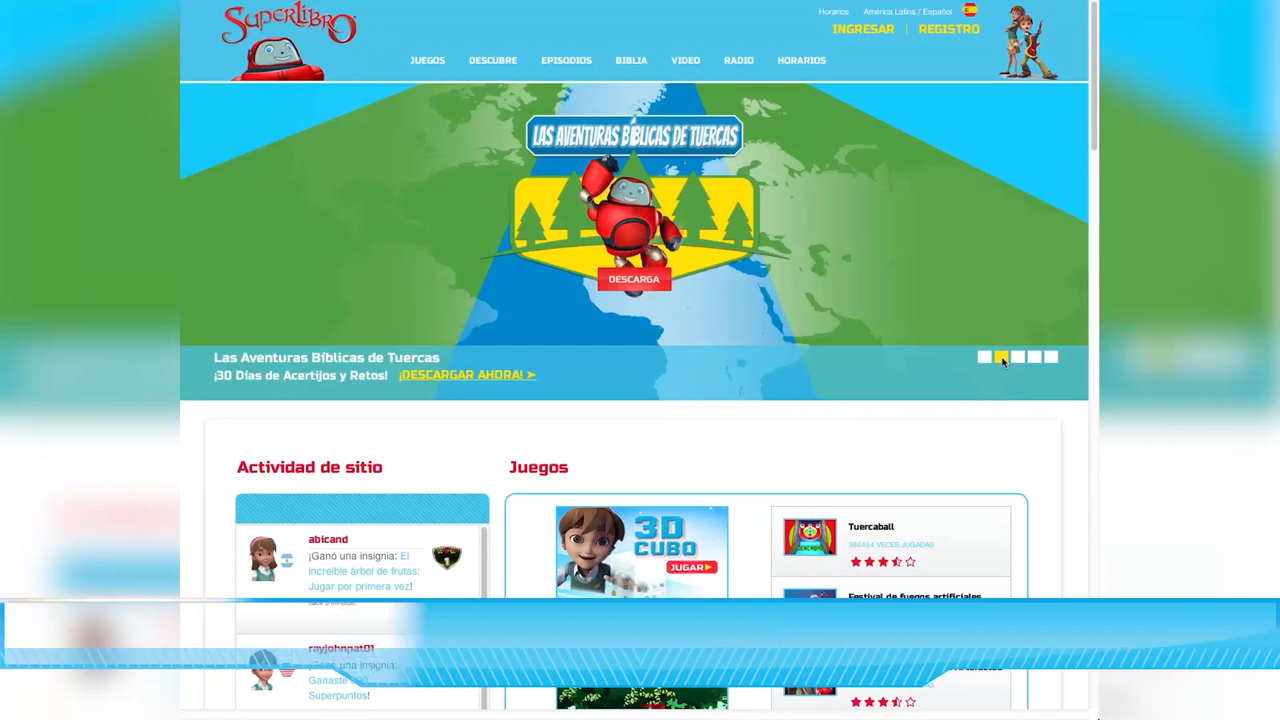 SUPERLIBRO
Horarios América Latina / Español
INGRESAR | REGISTRO
JUEGOS DESCUBRE EPISODIOS BIBLIA VIDEO RADIO HORARIOS
LAS AVENTURAS BÍBLICAS DE TUERCAS
DESCARGA
Las Aventuras Bíblicas de Tuercas
¡30 Días de Acertijos y Retos! ¡DESCARGAR AHORA! ➤
Actividad de sitio
abicand
¡Ganó una insignia: El
increíble árbol de frutas:
Jugar por primera vez!
rayjohnpat01
¡Ganó una insignia:
Superpuntos!
Juegos
3D
CUBO
JUGAR
Tuercaball
386454 VECES JUGADAS
Festival de fuegos artificiales